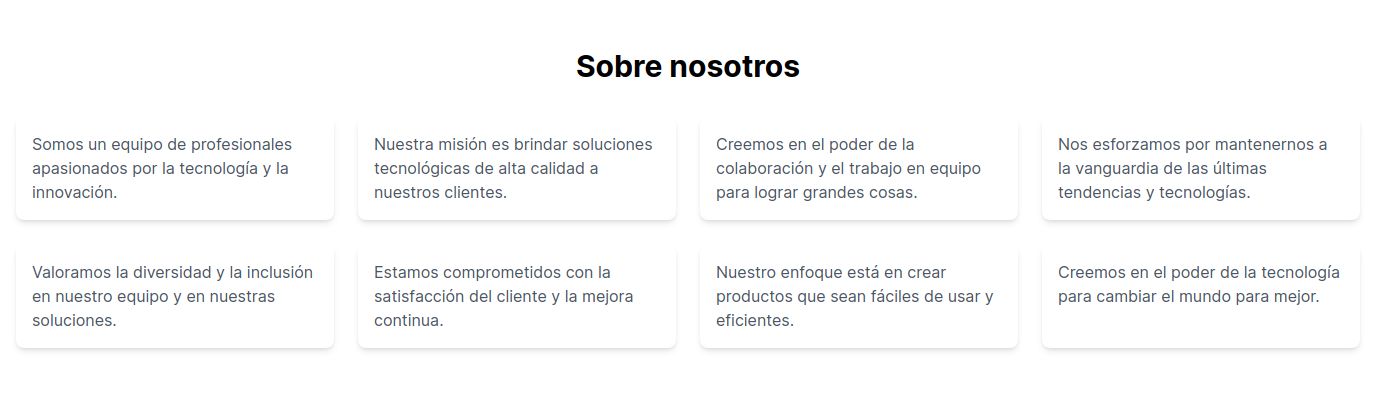 Sobre nosotros
Somos un equipo de profesionales
apasionados por la tecnología y la
innovación.
Nuestra misión es brindar soluciones
tecnológicas de alta calidad a
nuestros clientes.
Creemos en el poder de la
colaboración y el trabajo en equipo
para lograr grandes cosas.
Nos esforzamos por mantenernos a
la vanguardia de las últimas
tendencias y tecnologías.
Valoramos la diversidad y la inclusión
en nuestro equipo y en nuestras
soluciones.
Estamos comprometidos con la
satisfacción del cliente y la mejora
continua.
Nuestro enfoque está en crear
productos que sean fáciles de usar y
eficientes.
Creemos en el poder de la tecnología
para cambiar el mundo para mejor.